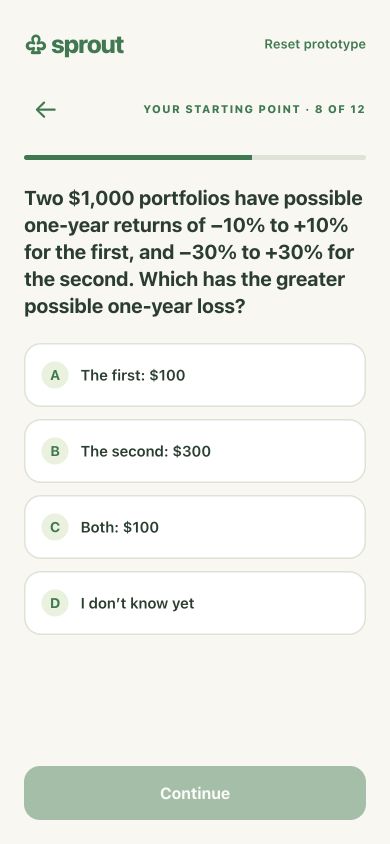 sprout
Reset prototype
YOUR STARTING POINT · 8 OF 12
Two $1,000 portfolios have possible
one-year returns of −10% to +10%
for the first, and −30% to +30% for
the second. Which has the greater
possible one-year loss?
A The first: $100
B The second: $300
C Both: $100
D I don’t know yet
Continue